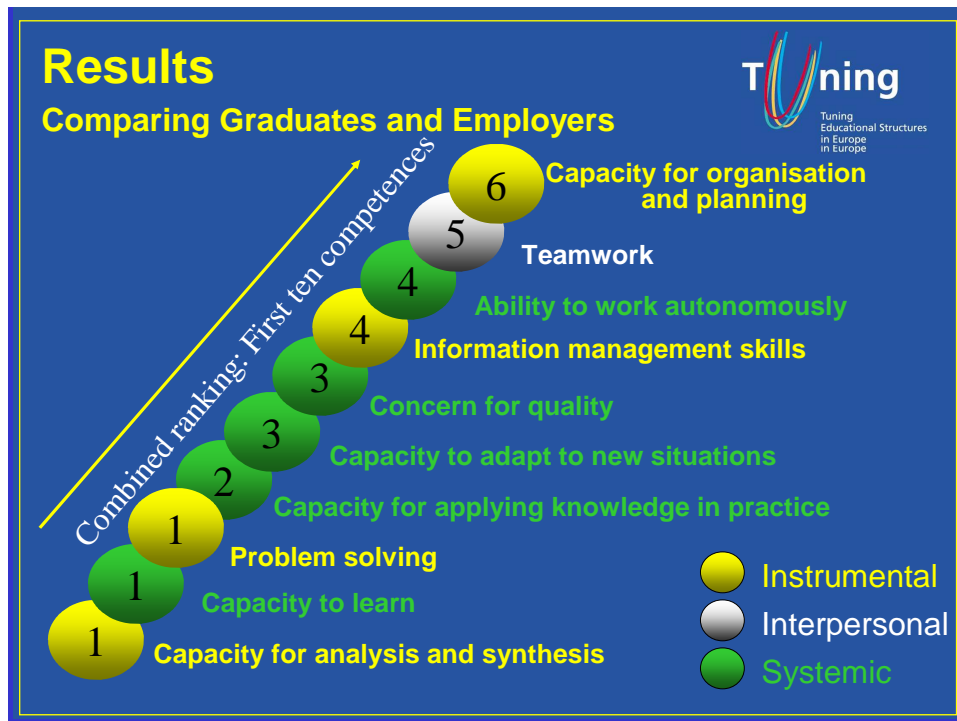 Results
Comparing Graduates and Employers
Tuning
Tuning
Educational Structures
in Europe
in Europe
Combined ranking: First ten competences
6
Capacity for organisation
and planning
5
Teamwork
4
Ability to work autonomously
4
Information management skills
3
Concern for quality
3
Capacity to adapt to new situations
2
Capacity for applying knowledge in practice
1
Problem solving
1
Capacity to learn
1
Capacity for analysis and synthesis
Instrumental
Interpersonal
Systemic